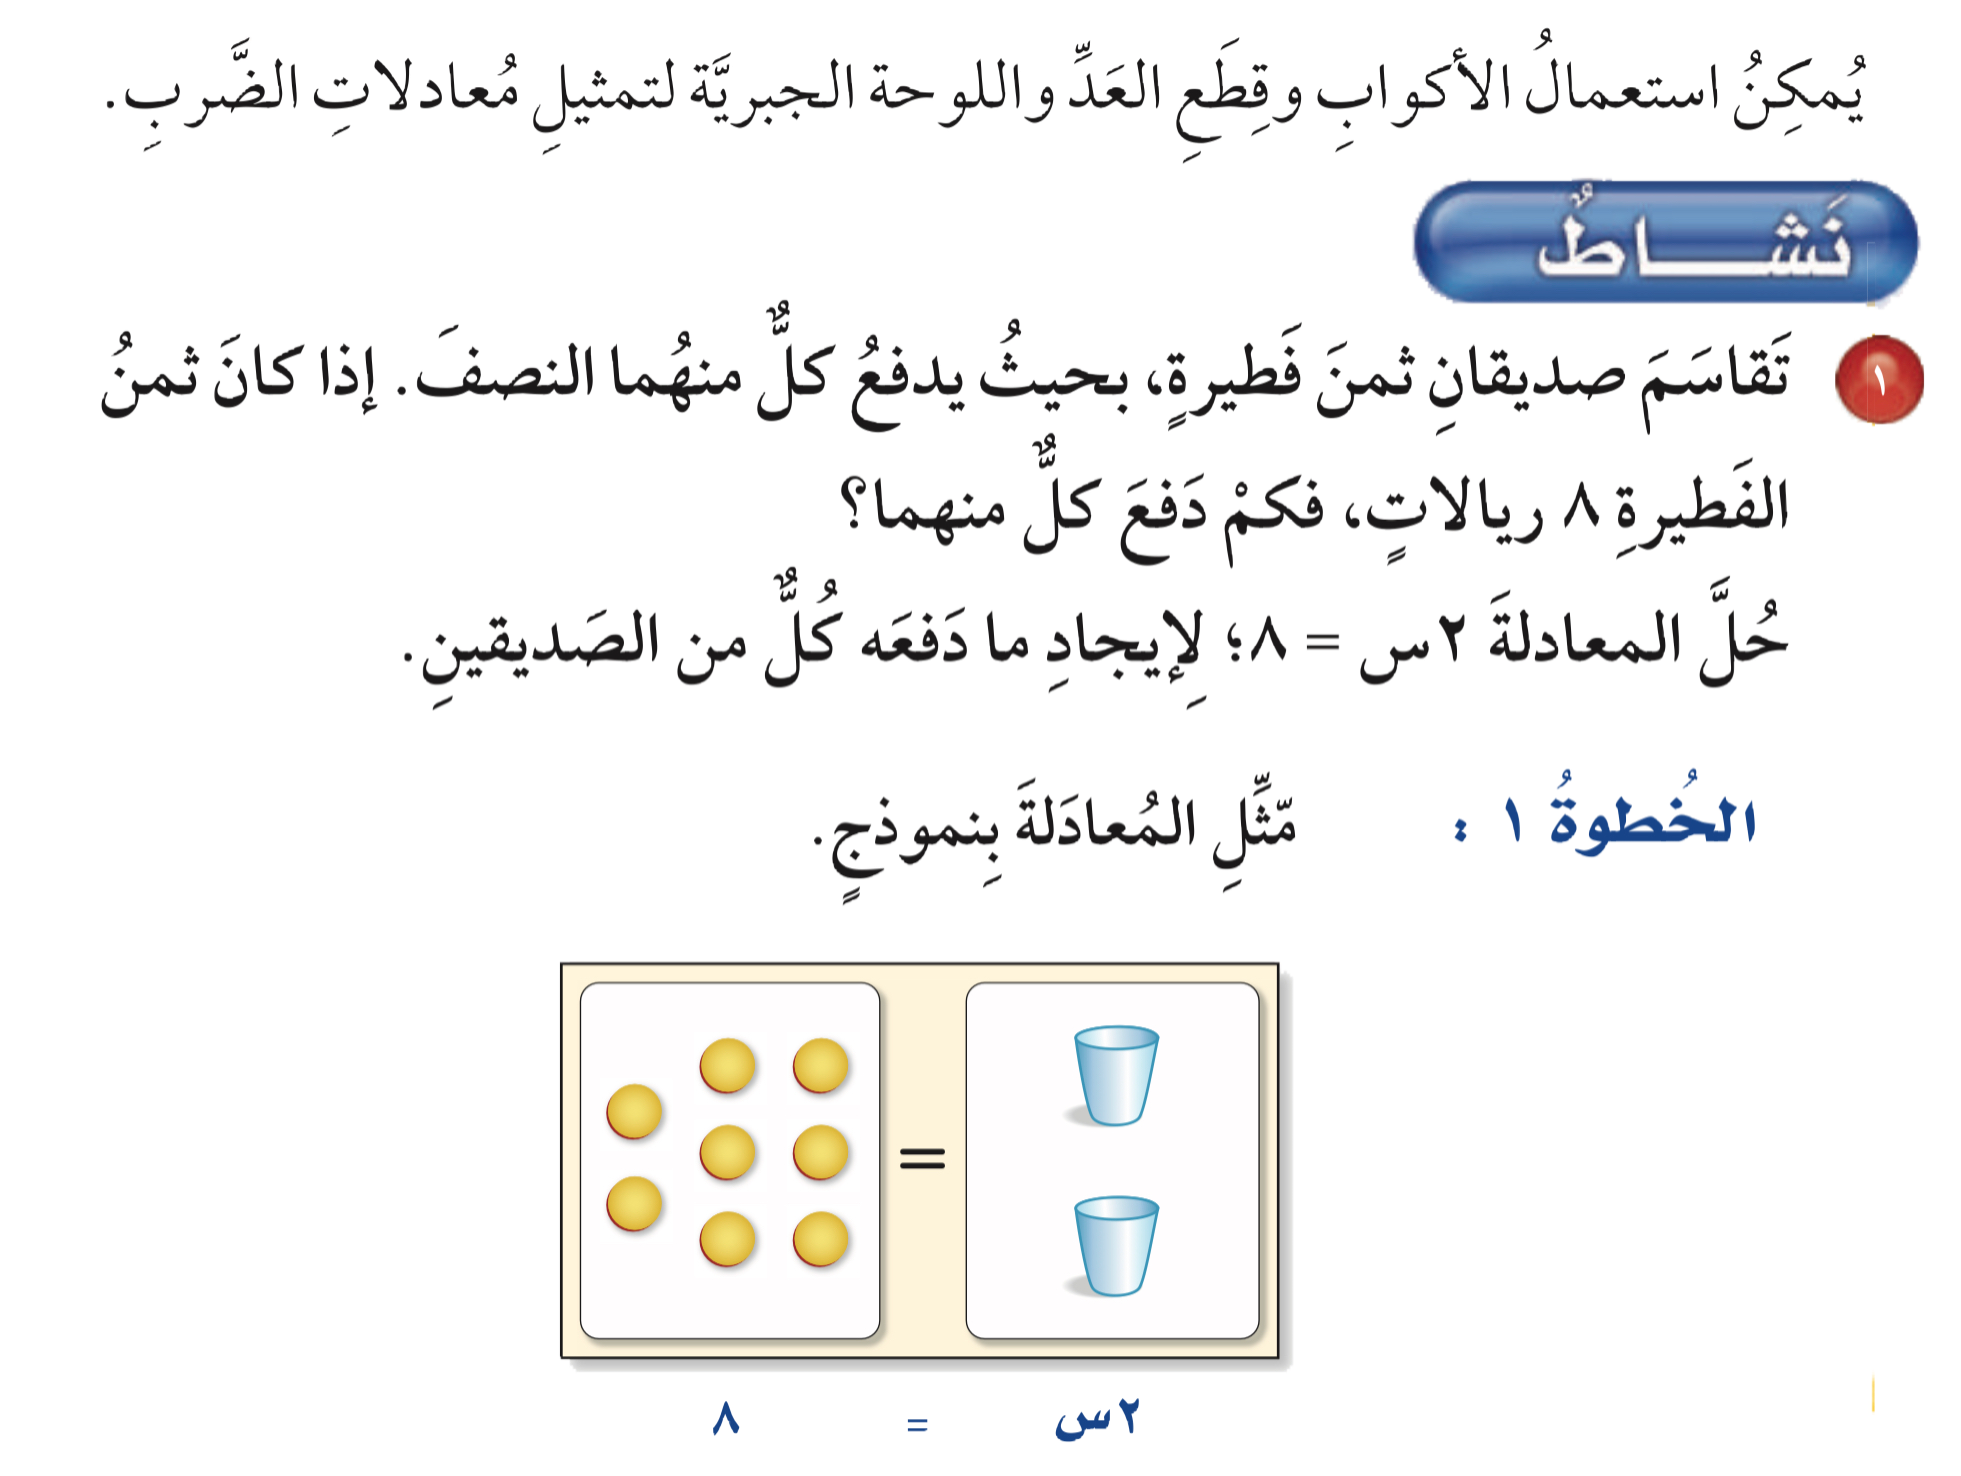 يُمكِنُ استعمالُ الأكوابِ وقِطَعِ العَدِّ واللوحة الجبريَّة لتمثيلِ مُعادلاتِ الضَّربِ.
نَشاطٌ
١ تَقاسَمَ صديقانِ ثمنَ فَطيرةٍ، بحيثُ يدفعُ كلٌّ منهُما النصفَ. إذا كانَ ثمنُ
الفَطيرةِ ٨ ريالاتٍ، فكمْ دَفعَ كلٌّ منهما؟
حُلَّ المعادلةَ ٢س = ٨؛ لِإيجادِ ما دَفعَه كُلٌّ من الصَديقينِ.
الخُطوةُ ١ : مّثِّلِ المُعادَلةَ بِنموذجٍ.
=
٢س = ٨